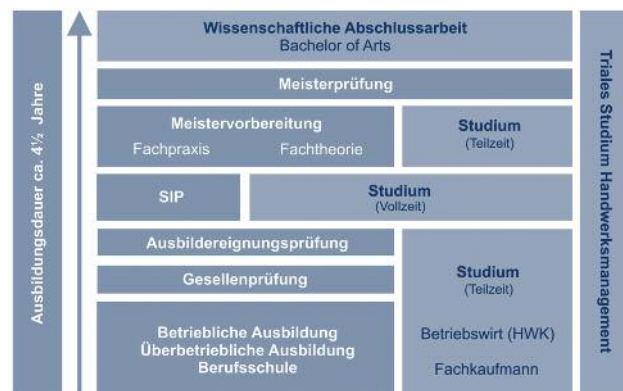 Ausbildungsdauer ca. 4½ Jahre
Wissenschaftliche Abschlussarbeit
Bachelor of Arts
Meisterprüfung
Meistervorbereitung
Fachpraxis
Fachtheorie
Studium
(Teilzeit)
SIP
Studium
(Vollzeit)
Ausbildereignungsprüfung
Gesellenprüfung
Betriebliche Ausbildung
Überbetriebliche Ausbildung
Berufsschule
Studium
(Teilzeit)
Betriebswirt (HWK)
Fachkaufmann
Triales Studium Handwerksmanagement